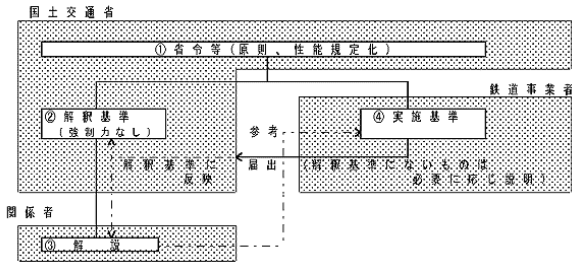 国土交通省
①省令等(原則、性能規定化)
鉄道事業者
②解釈基準
(強制力なし)
④実施基準
参考
解釈基準に
反映
届出
(解釈基準にないものは
必要に応じ説明)
関係者
③解説